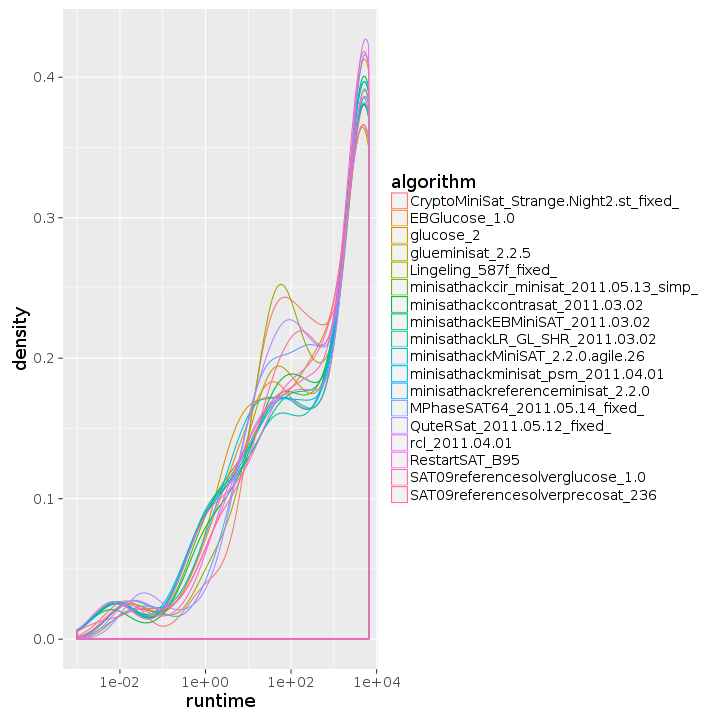 0.4
0.3
0.2
0.1
0.0
density
1e-02 1e+00 1e+02 1e+04
runtime
algorithm
CryptoMiniSat_Strange.Night2.st_fixed_
EBGlucose_1.0
glucose_2
glueminisat_2.2.5
Lingeling_587f_fixed_
minisathackcir_minisat_2011.05.13_simp_
minisathackcontrasat_2011.03.02
minisathackEBMiniSAT_2011.03.02
minisathackLR_GL_SHR_2011.03.02
minisathackMiniSAT_2.2.0.agile.26
minisathackminisat_psm_2011.04.01
minisathackreferenceminisat_2.2.0
MPhaseSAT64_2011.05.14_fixed_
QuteRSat_2011.05.12_fixed_
rcl_2011.04.01
RestartSAT_B95
SAT09referencesolverglucose_1.0
SAT09referencesolverprecosat_236